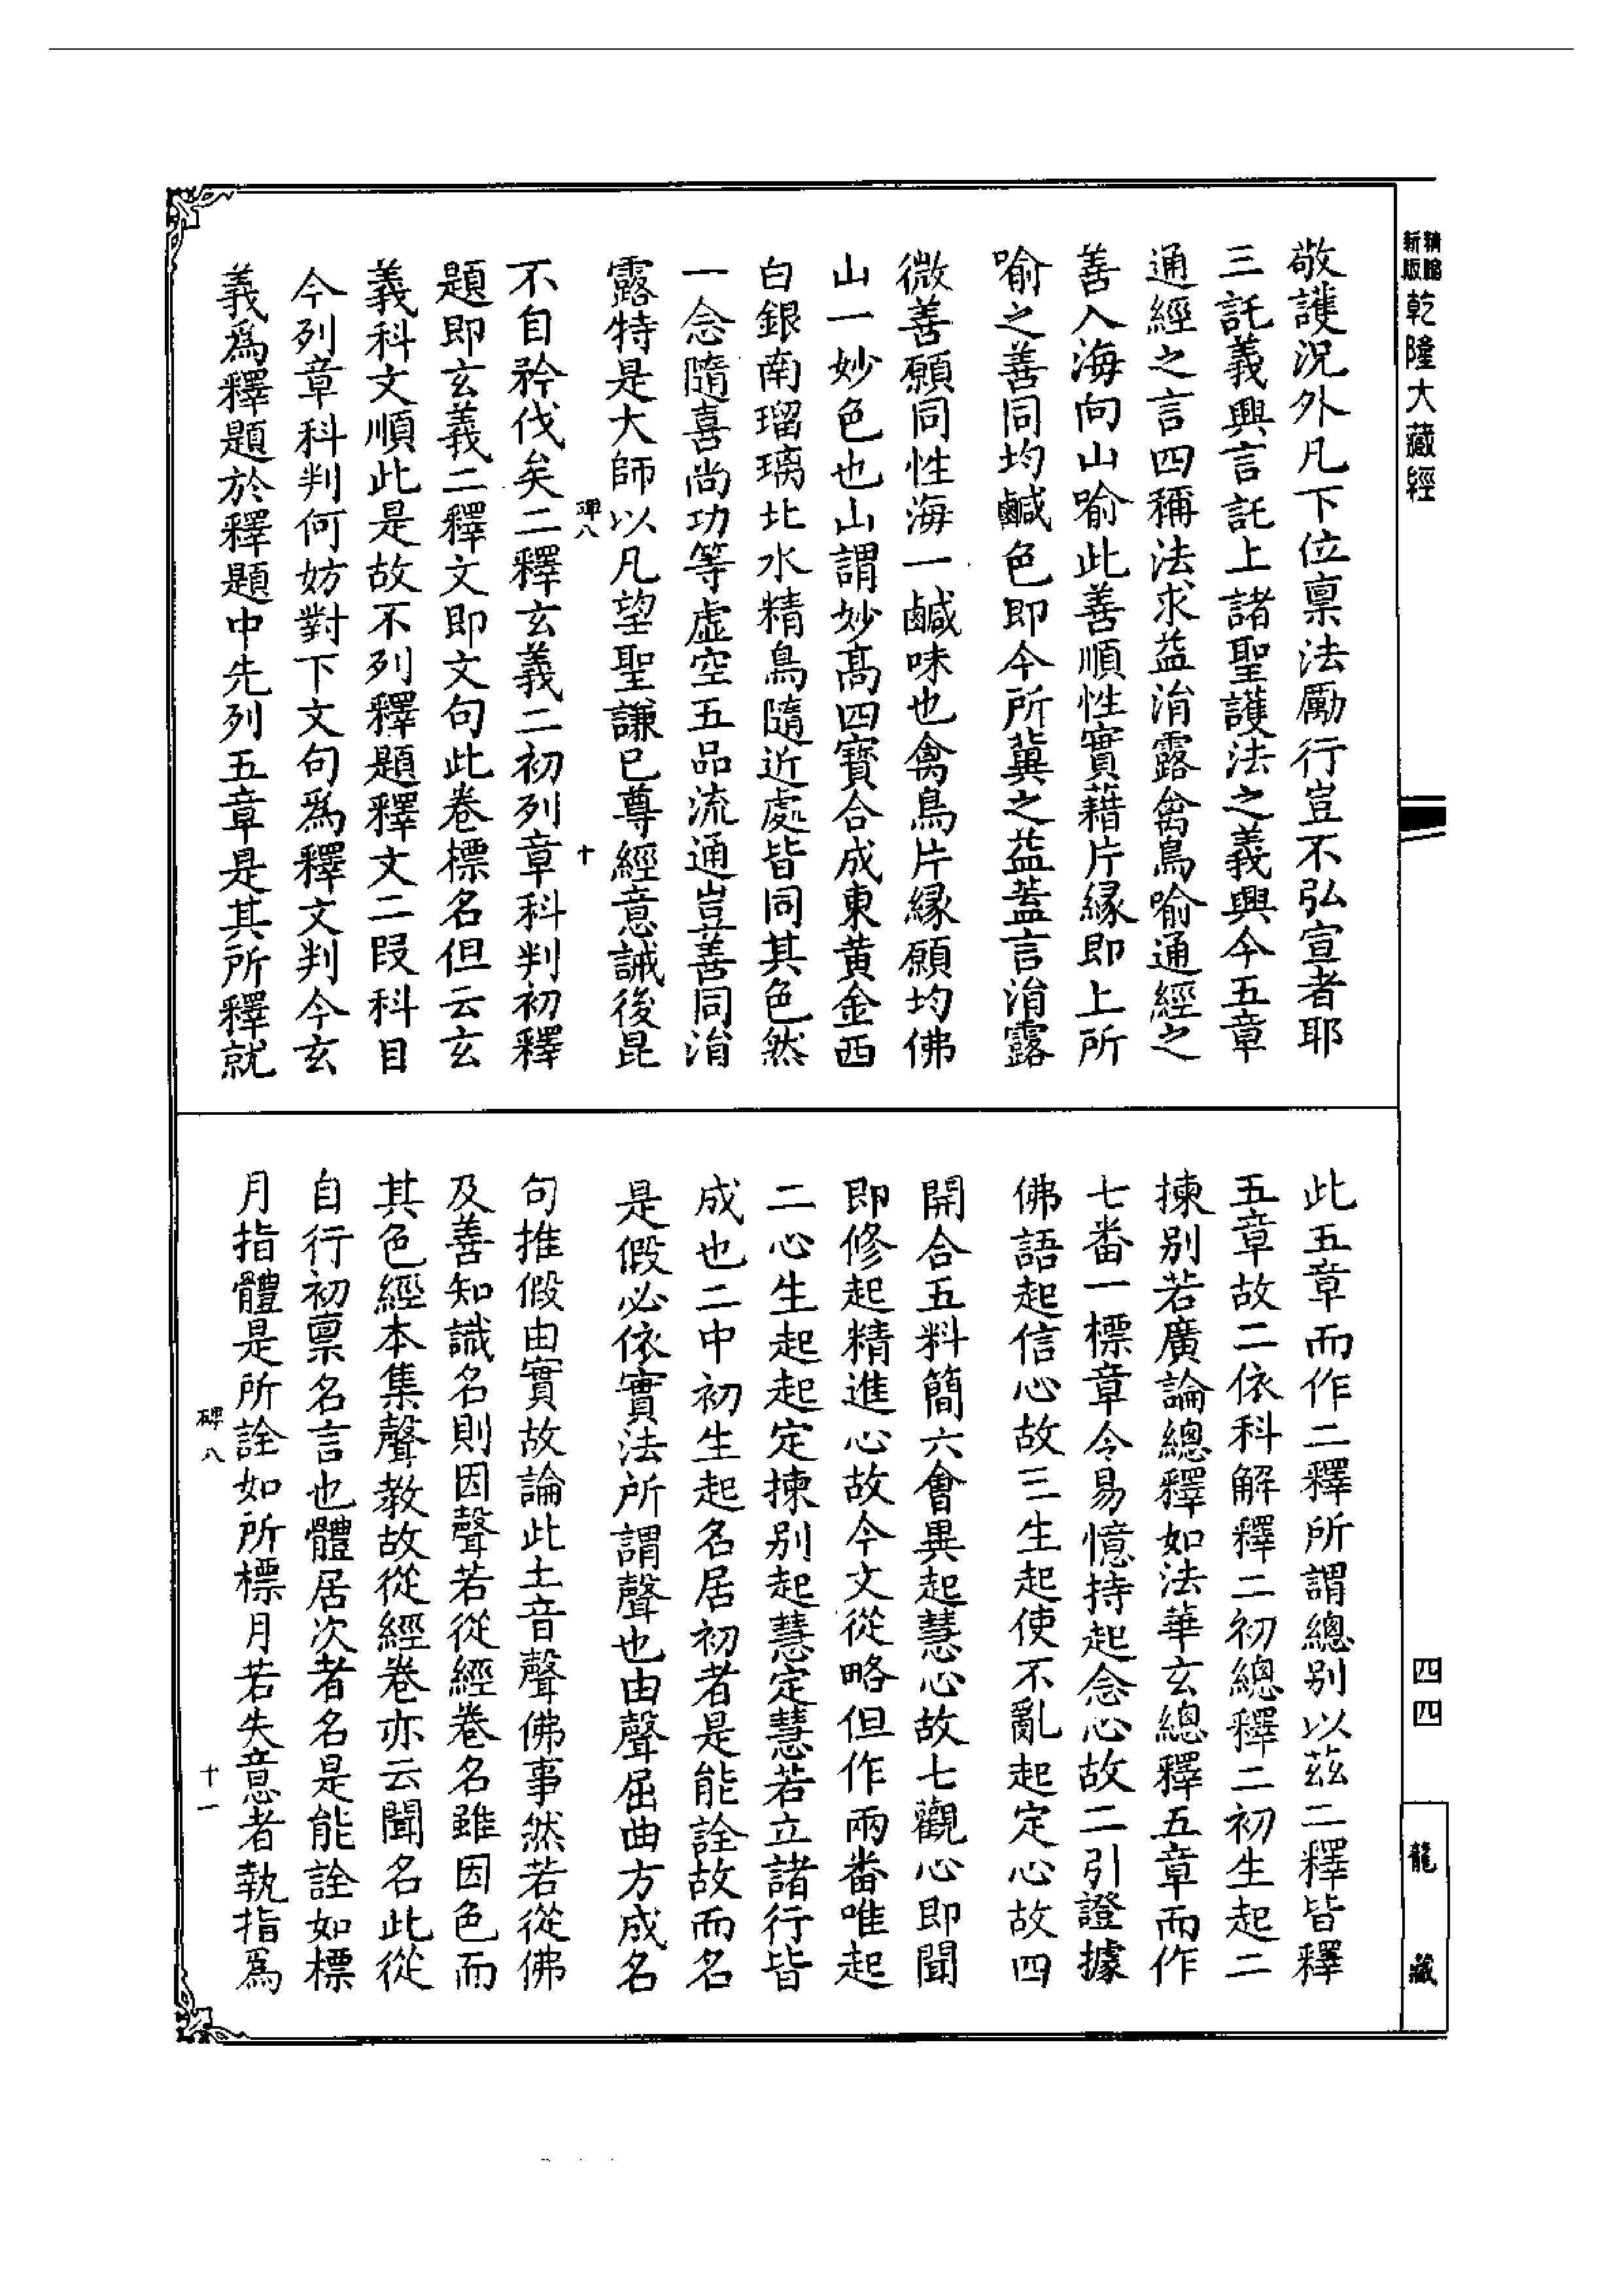 精縮
新版
乾隆大藏經
敬護況外凡下位稟法勵行豈不弘宣者耶
三託義興言託上諸聖護法之義興今五章
通經之言四稱法求益涓露禽鳥喻通經之
善入海向山喻此善順性實藉片緣即上所
喻之善同均鹹色即今所冀之益葢言涓露
微善願同性海一鹹味也禽鳥片緣願均佛
山一妙色也山謂妙高四寶合成東黃金西
白銀南瑠璃北水精鳥隨近處皆同其色然
一念隨喜尚功等虛空五品流通豈善同涓
露特是大師以凡望聖謙已尊經意誡後昆
碑八
十
不自矜伐矣二釋玄義二初列章科判初釋
題即玄義二釋文即文句此卷標名但云玄
義科文順此是故不列釋題釋文二叚科目
今列章科判何妨對下文句爲釋文判今玄
義爲釋題於釋題中先列五章是其所釋就
此五章而作二釋所謂總別以茲二釋皆釋
五章故二依科解釋二初總釋二初生起二
揀別若廣論總釋如法華玄總釋五章而作
七番一標章令易憶持起念心故二引證據
佛語起信心故三生起使不亂起定心故四
開合五料簡六會異起慧心故七觀心即聞
即修起精進心故今文從略但作兩番唯起
二心生起起定揀別起慧定慧若立諸行皆
成也二中初生起名居初者是能詮故而名
是假必依實法所謂聲也由聲屈曲方成名
句推假由實故論此土音聲佛事然若從佛
及善知識名則因聲若從經卷名雖因色而
其色經本集聲教故從經卷亦云聞名此從
自行初稟名言也體居次者名是能詮如標
月指體是所詮如所標月若失意者執指爲
碑八
十一
四四
龍藏